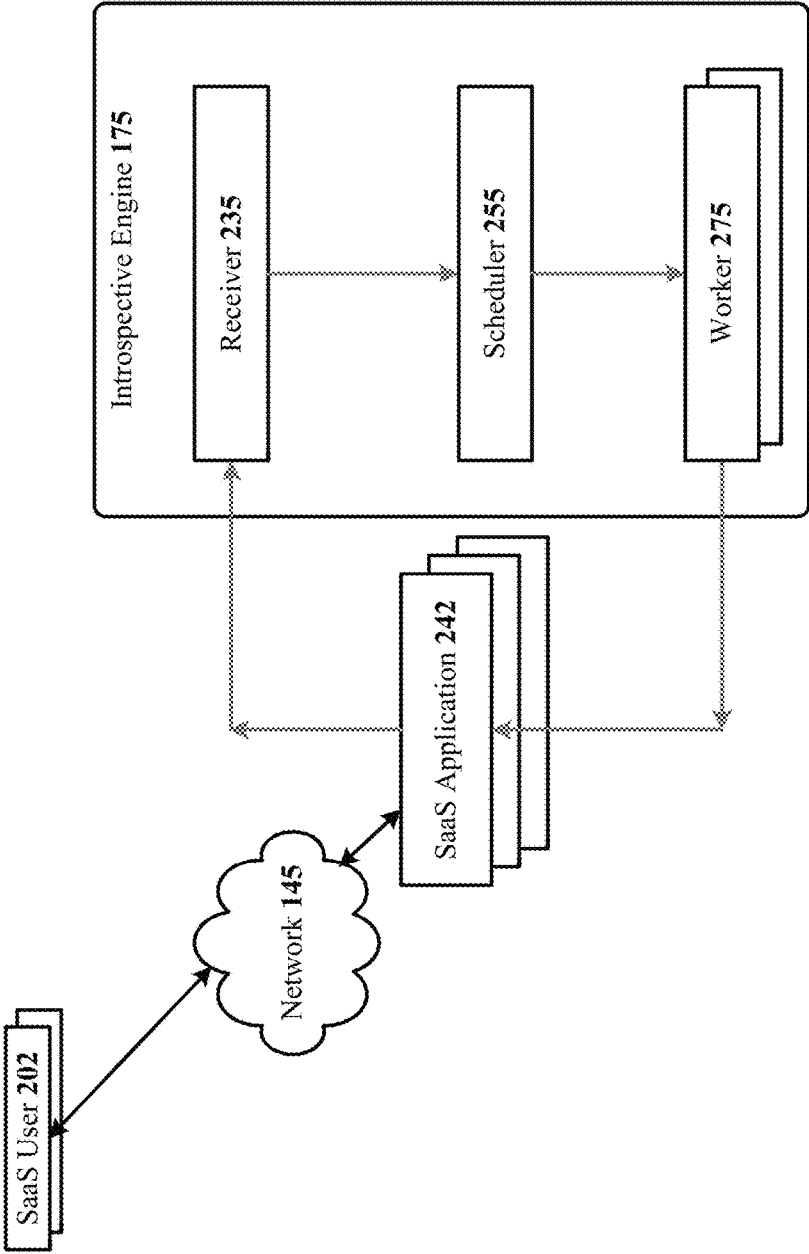 SaaS User 202
Network 145
SaaS Application 242
Introspective Engine 175
Receiver 235
Scheduler 255
Worker 275